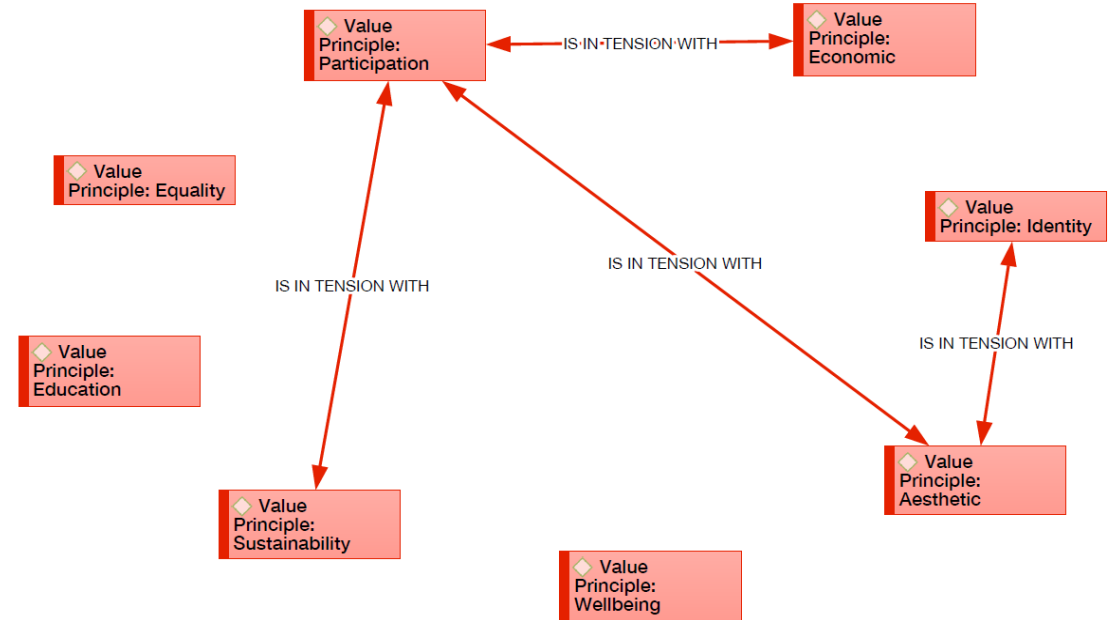 Value
Principle:
Participation
IS IN TENSION WITH
Value
Principle:
Economic
Value
Principle: Equality
Value
Principle: Identity
IS IN TENSION WITH
IS IN TENSION WITH
IS IN TENSION WITH
Value
Principle:
Education
Value
Principle:
Aesthetic
Value
Principle:
Sustainability
Value
Principle:
Wellbeing